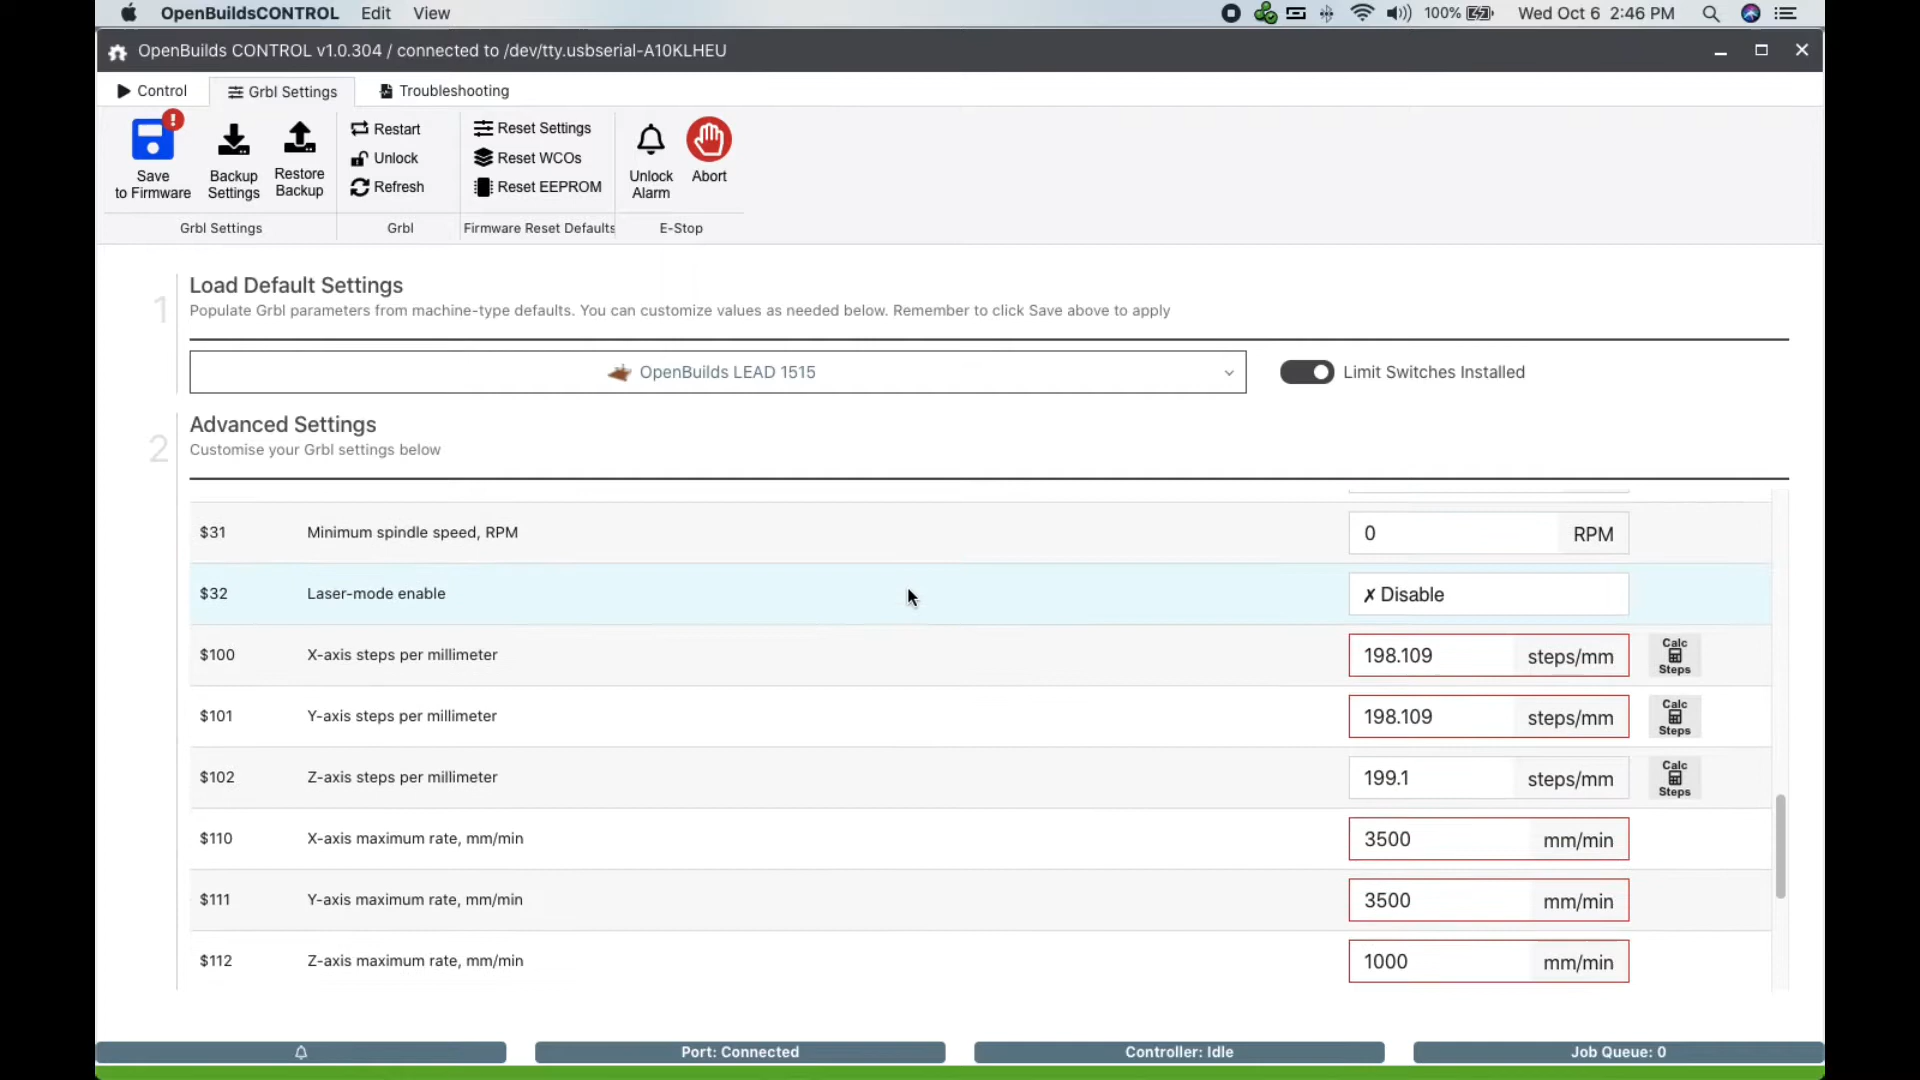 OpenBuildsCONTROL Edit View 100% Wed Oct 6 2:46 PM
OpenBuilds CONTROL v1.0.304 / connected to /dev/tty.usbserial-A10KLHEU
Control Grbl Settings Troubleshooting
Save
to Firmware
Backup
Settings
Restore
Backup
Grbl Settings
Restart
Unlock
Refresh
Grbl
Reset Settings
Reset WCOs
Reset EEPROM
Firmware Reset Defaults
Unlock
Alarm
Abort
E-Stop
1
Load Default Settings
Populate Grbl parameters from machine-type defaults. You can customize values as needed below. Remember to click Save above to apply
OpenBuilds LEAD 1515
Limit Switches Installed
2
Advanced Settings
Customise your Grbl settings below
$31 Minimum spindle speed, RPM 0 RPM
$32 Laser-mode enable ✗ Disable
$100 X-axis steps per millimeter 198.109 steps/mm Calc Steps
$101 Y-axis steps per millimeter 198.109 steps/mm Calc Steps
$102 Z-axis steps per millimeter 199.1 steps/mm Calc Steps
$110 X-axis maximum rate, mm/min 3500 mm/min
$111 Y-axis maximum rate, mm/min 3500 mm/min
$112 Z-axis maximum rate, mm/min 1000 mm/min
Port: Connected Controller: Idle Job Queue: 0